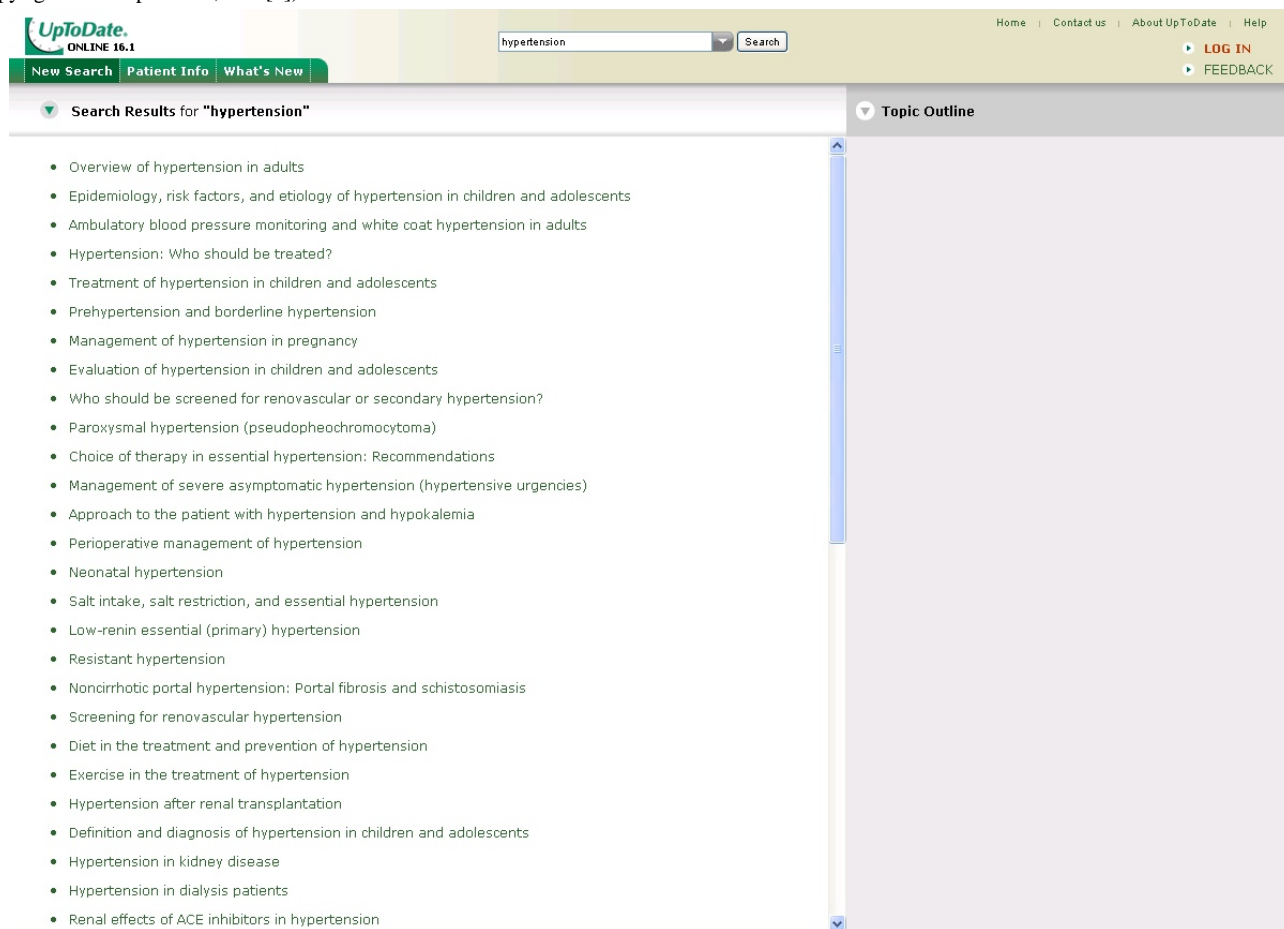 UpToDate.
ONLINE 16.1
hypertension
Search
Home | Contact us | About UpToDate | Help
LOG IN
FEEDBACK
New Search Patient Info What's New
Search Results for "hypertension"
Topic Outline
• Overview of hypertension in adults
• Epidemiology, risk factors, and etiology of hypertension in children and adolescents
• Ambulatory blood pressure monitoring and white coat hypertension in adults
• Hypertension: Who should be treated?
• Treatment of hypertension in children and adolescents
• Prehypertension and borderline hypertension
• Management of hypertension in pregnancy
• Evaluation of hypertension in children and adolescents
• Who should be screened for renovascular or secondary hypertension?
• Paroxysmal hypertension (pseudopheochromocytoma)
• Choice of therapy in essential hypertension: Recommendations
• Management of severe asymptomatic hypertension (hypertensive urgencies)
• Approach to the patient with hypertension and hypokalemia
• Perioperative management of hypertension
• Neonatal hypertension
• Salt intake, salt restriction, and essential hypertension
• Low-renin essential (primary) hypertension
• Resistant hypertension
• Noncirrhotic portal hypertension: Portal fibrosis and schistosomiasis
• Screening for renovascular hypertension
• Diet in the treatment and prevention of hypertension
• Exercise in the treatment of hypertension
• Hypertension after renal transplantation
• Definition and diagnosis of hypertension in children and adolescents
• Hypertension in kidney disease
• Hypertension in dialysis patients
• Renal effects of ACE inhibitors in hypertension